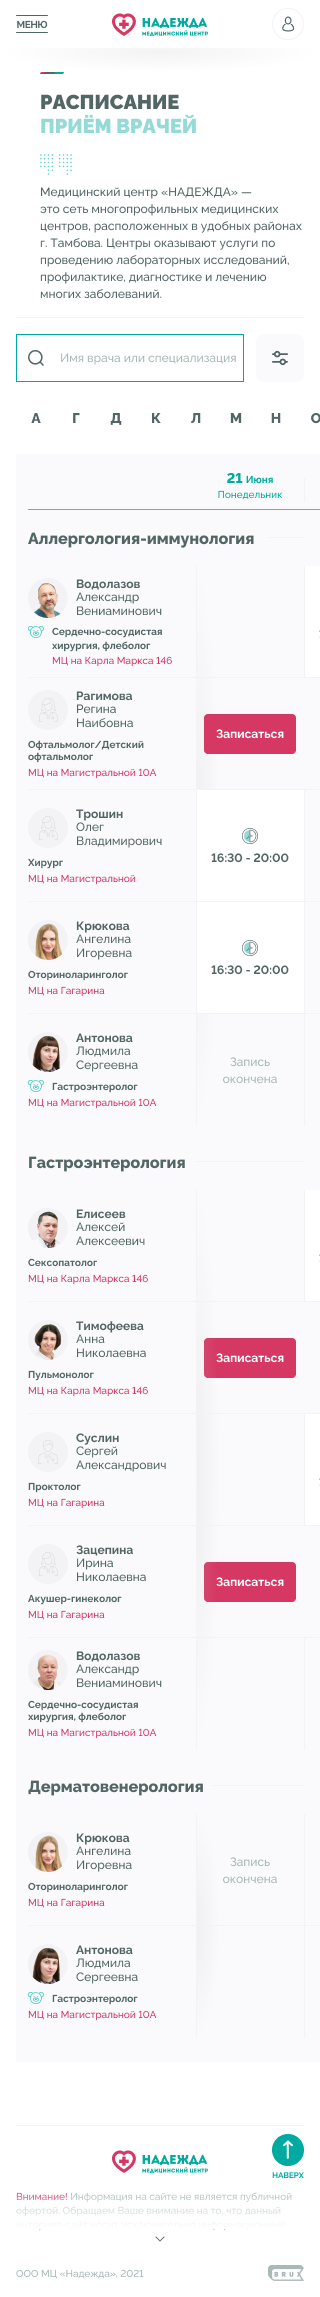 МЕНЮ
НАДЕЖДА
МЕДИЦИНСКИЙ ЦЕНТР
РАСПИСАНИЕ
ПРИЁМ ВРАЧЕЙ
Медицинский центр «НАДЕЖДА» —
это сеть многопрофильных медицинских
центров, расположенных в удобных районах
г. Тамбова. Центры оказывают услуги по
проведению лабораторных исследований,
профилактике, диагностике и лечению
многих заболеваний.
Имя врача или специализация
А Г Д К Л М Н О
21 Июня
Понедельник
Аллергология-иммунология
Водолазов
Александр
Вениаминович
Сердечно-сосудистая
хирургия, флеболог
МЦ на Карла Маркса 146
Рагимова
Регина
Наибовна
Офтальмолог/Детский
офтальмолог
МЦ на Магистральной 10А
Записаться
Трошин
Олег
Владимирович
Хирург
МЦ на Магистральной
16:30 - 20:00
Крюкова
Ангелина
Игоревна
Оториноларинголог
МЦ на Гагарина
16:30 - 20:00
Антонова
Людмила
Сергеевна
Гастроэнтеролог
МЦ на Магистральной 10А
Запись
окончена
Гастроэнтерология
Елисеев
Алексей
Алексеевич
Сексопатолог
МЦ на Карла Маркса 146
Тимофеева
Анна
Николаевна
Пульмонолог
МЦ на Карла Маркса 146
Записаться
Суслин
Сергей
Александрович
Проктолог
МЦ на Гагарина
Зацепина
Ирина
Николаевна
Акушер-гинеколог
МЦ на Гагарина
Записаться
Водолазов
Александр
Вениаминович
Сердечно-сосудистая
хирургия, флеболог
МЦ на Магистральной 10А
Дерматовенерология
Крюкова
Ангелина
Игоревна
Оториноларинголог
МЦ на Гагарина
Запись
окончена
Антонова
Людмила
Сергеевна
Гастроэнтеролог
МЦ на Магистральной 10А
НАДЕЖДА
МЕДИЦИНСКИЙ ЦЕНТР
НАВЕРХ
Внимание! Информация на сайте не является публичной
офертой. Обращаем Ваше внимание на то, что данный
ООО МЦ «Надежда», 2021
BRUX